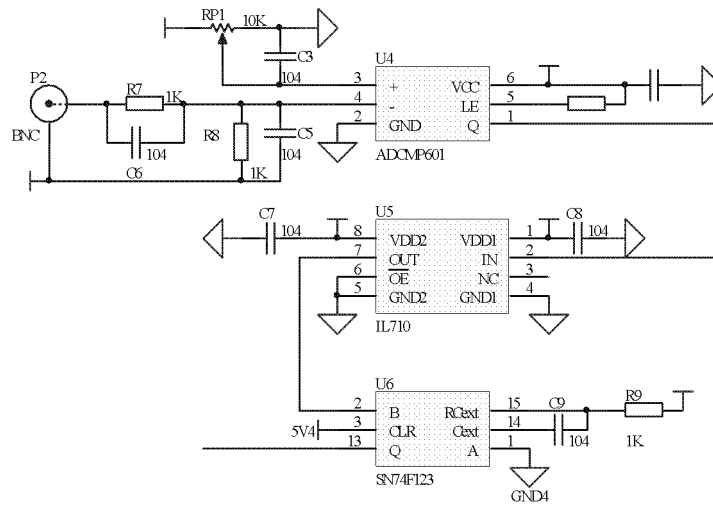 RP1 10K
C3
104
U4
P2
R7
1K
BNC
104
C6
R8
1K
C5
104
3 + VCC 6
4 - LE 5
2 GND Q 1
ADCMP601
C7
104
U5
C8
104
8 VDD2 VDD1 1
7 OUT IN 2
6 OE NC 3
5 GND2 GND1 4
IL710
U6
2 B RCext 15
5V4 3 CLR Cext 14
13 Q A 1
SN74F123
C9
104
R9
1K
GND4